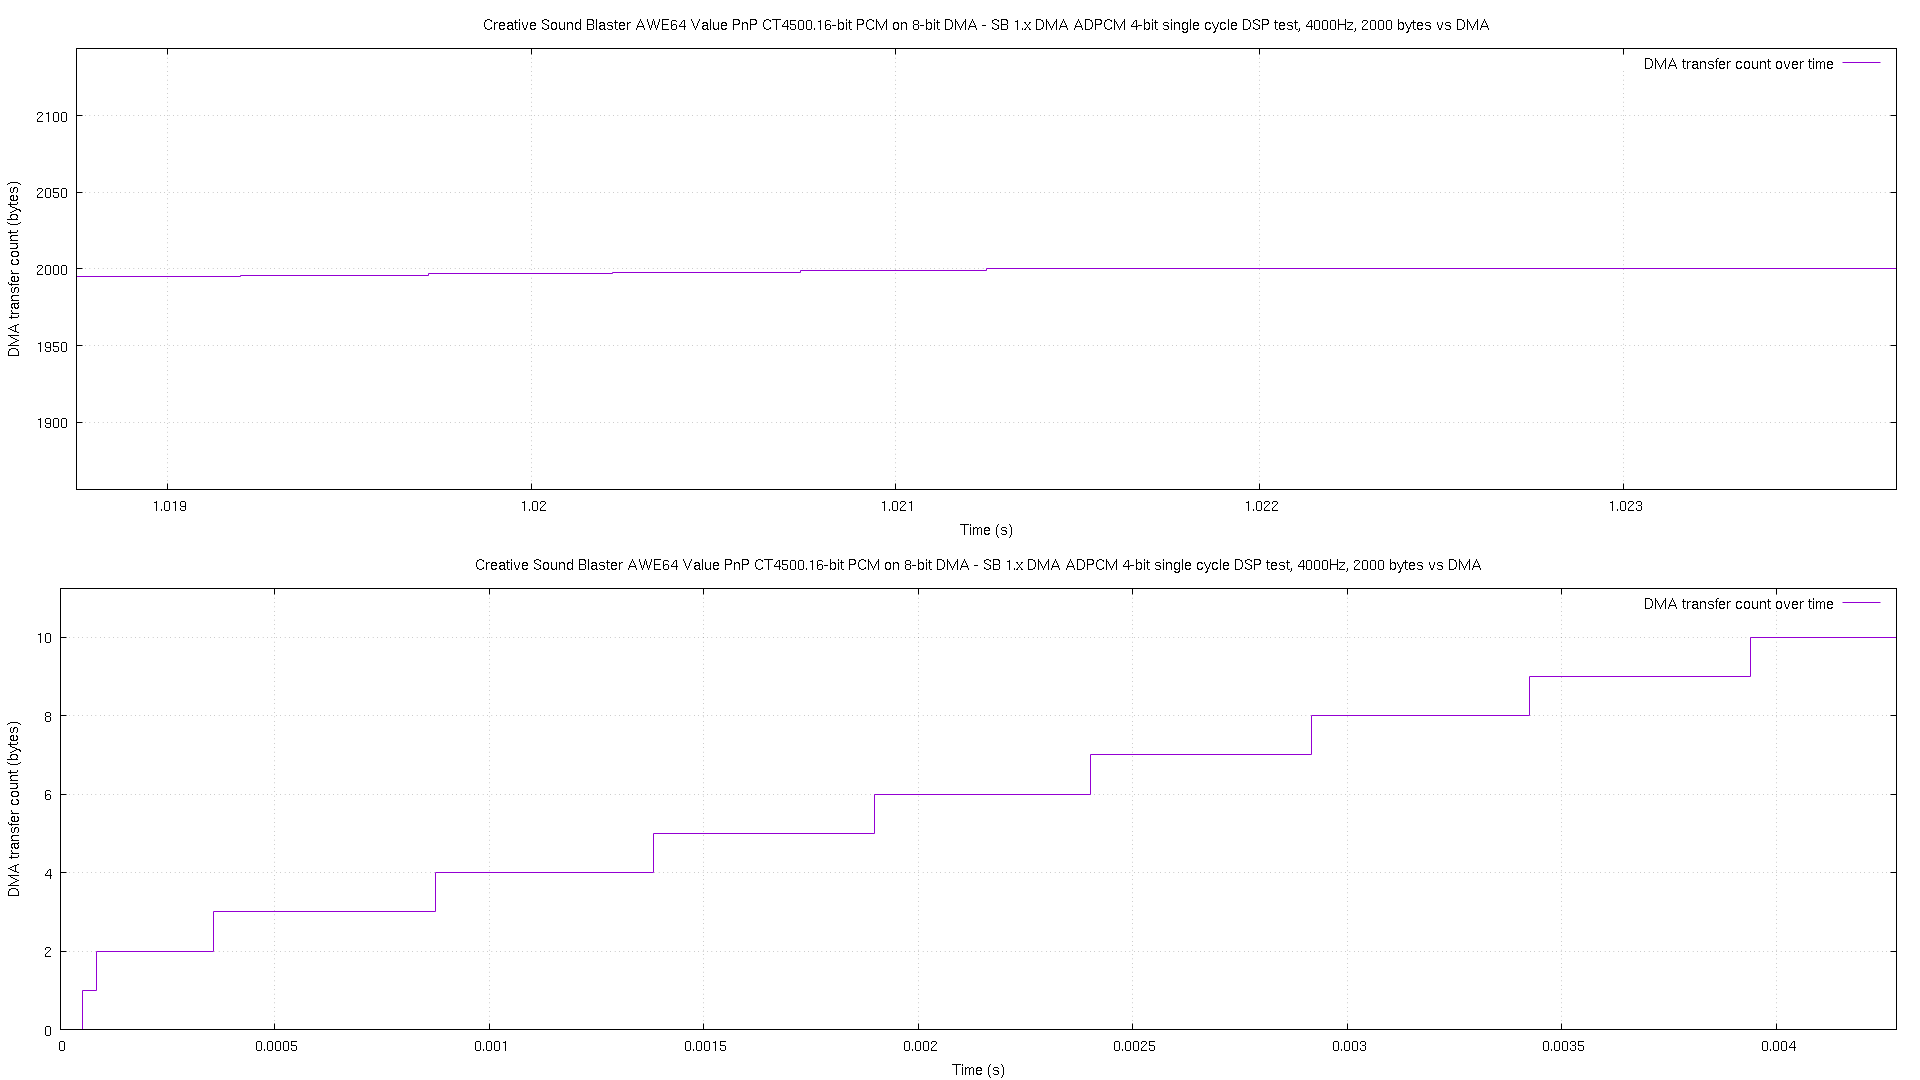 Creative Sound Blaster AWE64 Value PnP CT4500.16-bit PCM on 8-bit DMA - SB 1.x DMA ADPCM 4-bit single cycle DSP test, 4000Hz, 2000 bytes vs DMA
DMA transfer count over time
2100
2050
2000
1950
1900
DMA transfer count (bytes)
1.019 1.02 1.021 1.022 1.023
Time (s)
Creative Sound Blaster AWE64 Value PnP CT4500.16-bit PCM on 8-bit DMA - SB 1.x DMA ADPCM 4-bit single cycle DSP test, 4000Hz, 2000 bytes vs DMA
DMA transfer count over time
10
8
6
4
2
0
DMA transfer count (bytes)
0 0.0005 0.001 0.0015 0.002 0.0025 0.003 0.0035 0.004
Time (s)